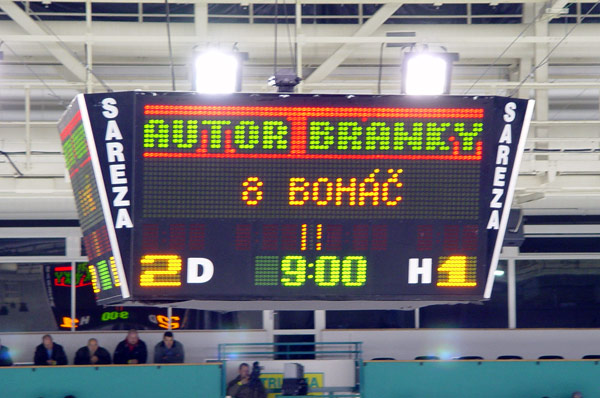 SAREZA
AUTOR BRANKY
8 BOHÁČ
2 D 9:00 H 1
SAREZA